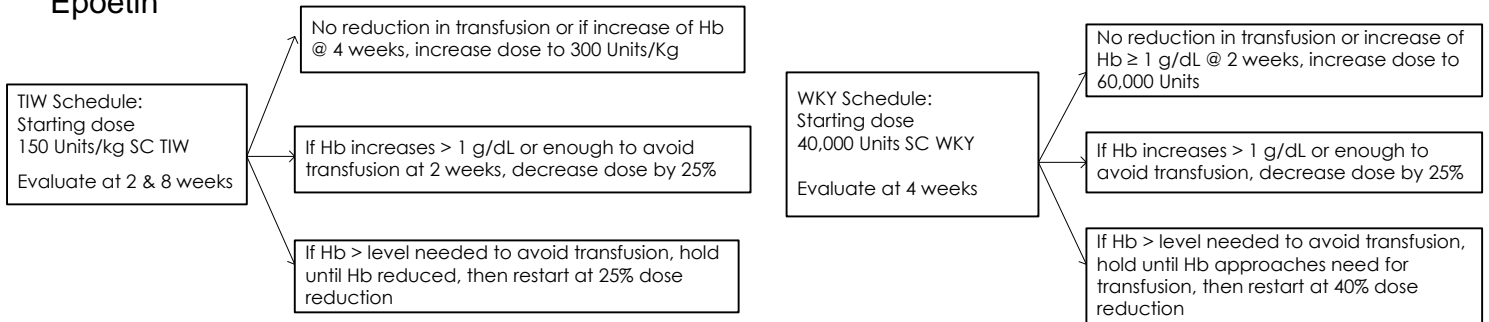 Epoetin
TIW Schedule:
Starting dose
150 Units/kg SC TIW
Evaluate at 2 & 8 weeks
No reduction in transfusion or if increase of Hb
@ 4 weeks, increase dose to 300 Units/Kg
If Hb increases > 1 g/dL or enough to avoid
transfusion at 2 weeks, decrease dose by 25%
If Hb > level needed to avoid transfusion, hold
until Hb reduced, then restart at 25% dose
reduction
WKY Schedule:
Starting dose
40,000 Units SC WKY
Evaluate at 4 weeks
No reduction in transfusion or increase of
Hb ≥ 1 g/dL @ 2 weeks, increase dose to
60,000 Units
If Hb increases > 1 g/dL or enough to
avoid transfusion, decrease dose by 25%
If Hb > level needed to avoid transfusion,
hold until Hb approaches need for
transfusion, then restart at 40% dose
reduction